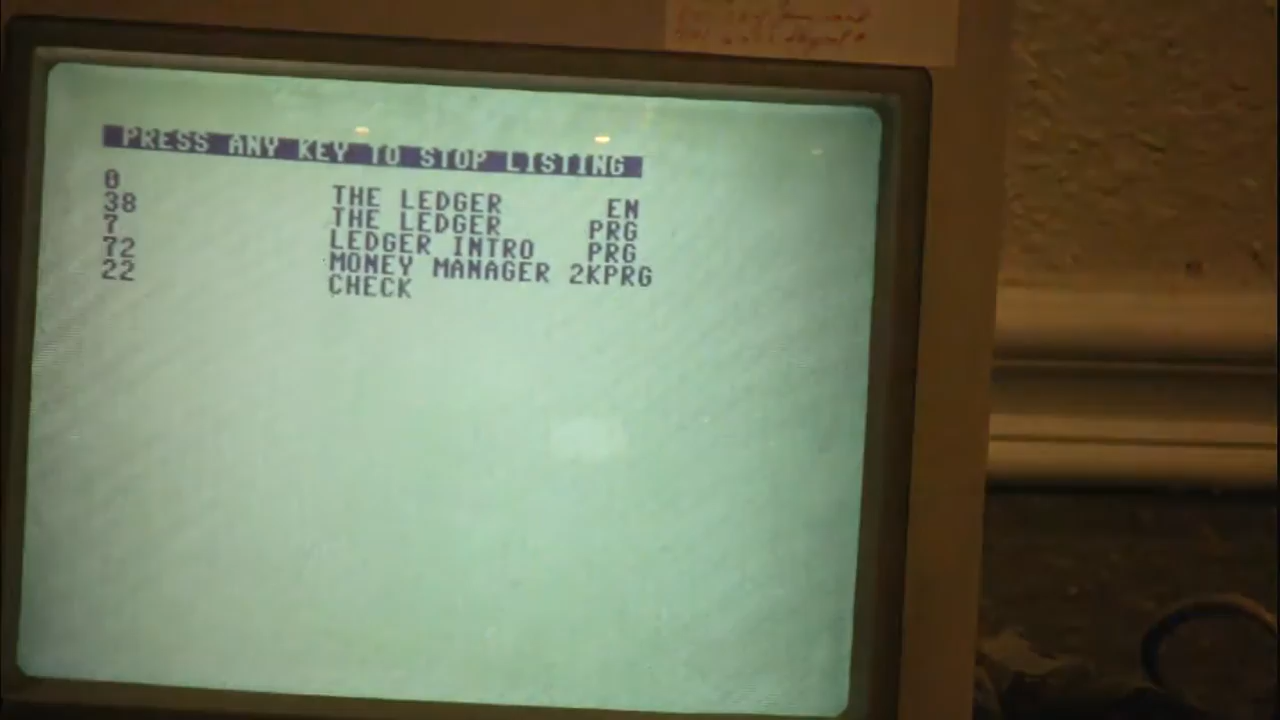 PRESS ANY KEY TO STOP LISTING
0 THE LEDGER EN
38 THE LEDGER PRG
7 LEDGER INTRO PRG
72 MONEY MANAGER 2KPRG
22 CHECK